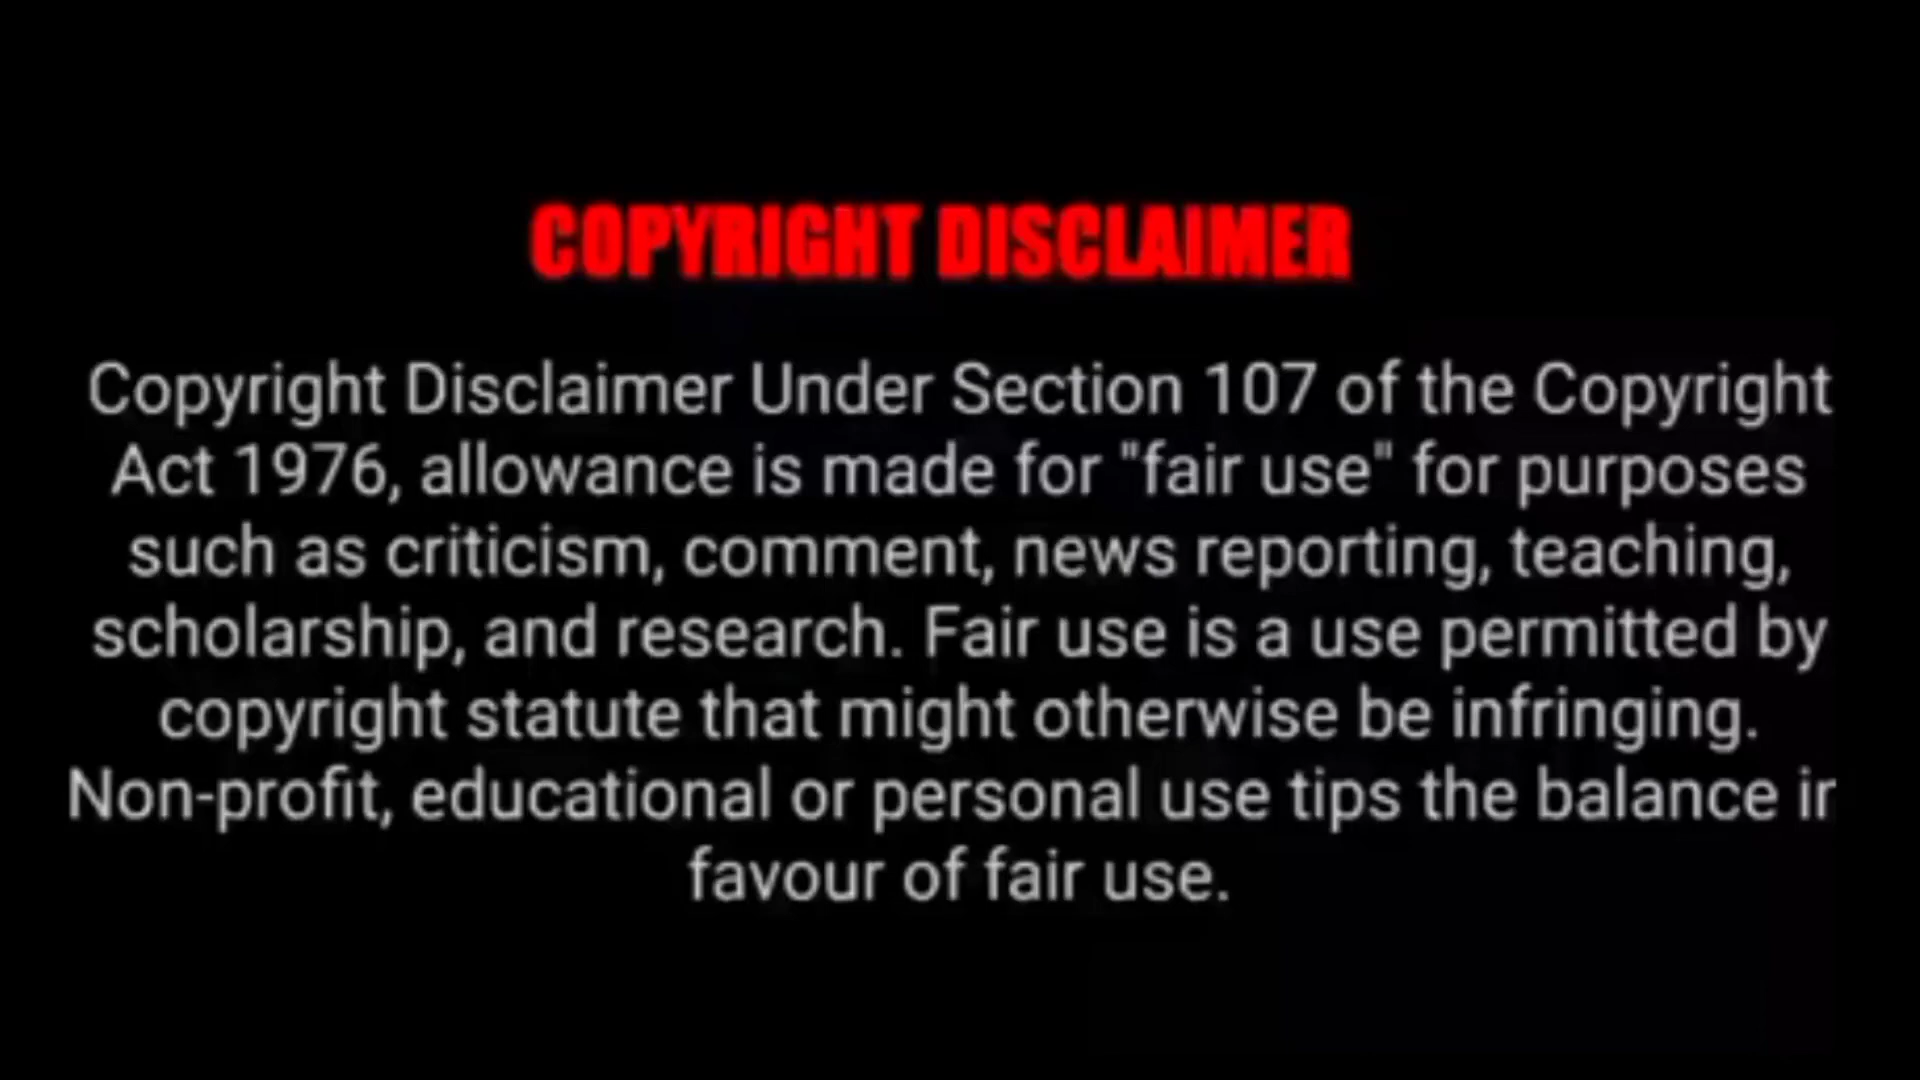 COPYRIGHT DISCLAIMER
Copyright Disclaimer Under Section 107 of the Copyright
Act 1976, allowance is made for "fair use" for purposes
such as criticism, comment, news reporting, teaching,
scholarship, and research. Fair use is a use permitted by
copyright statute that might otherwise be infringing.
Non-profit, educational or personal use tips the balance in
favour of fair use.